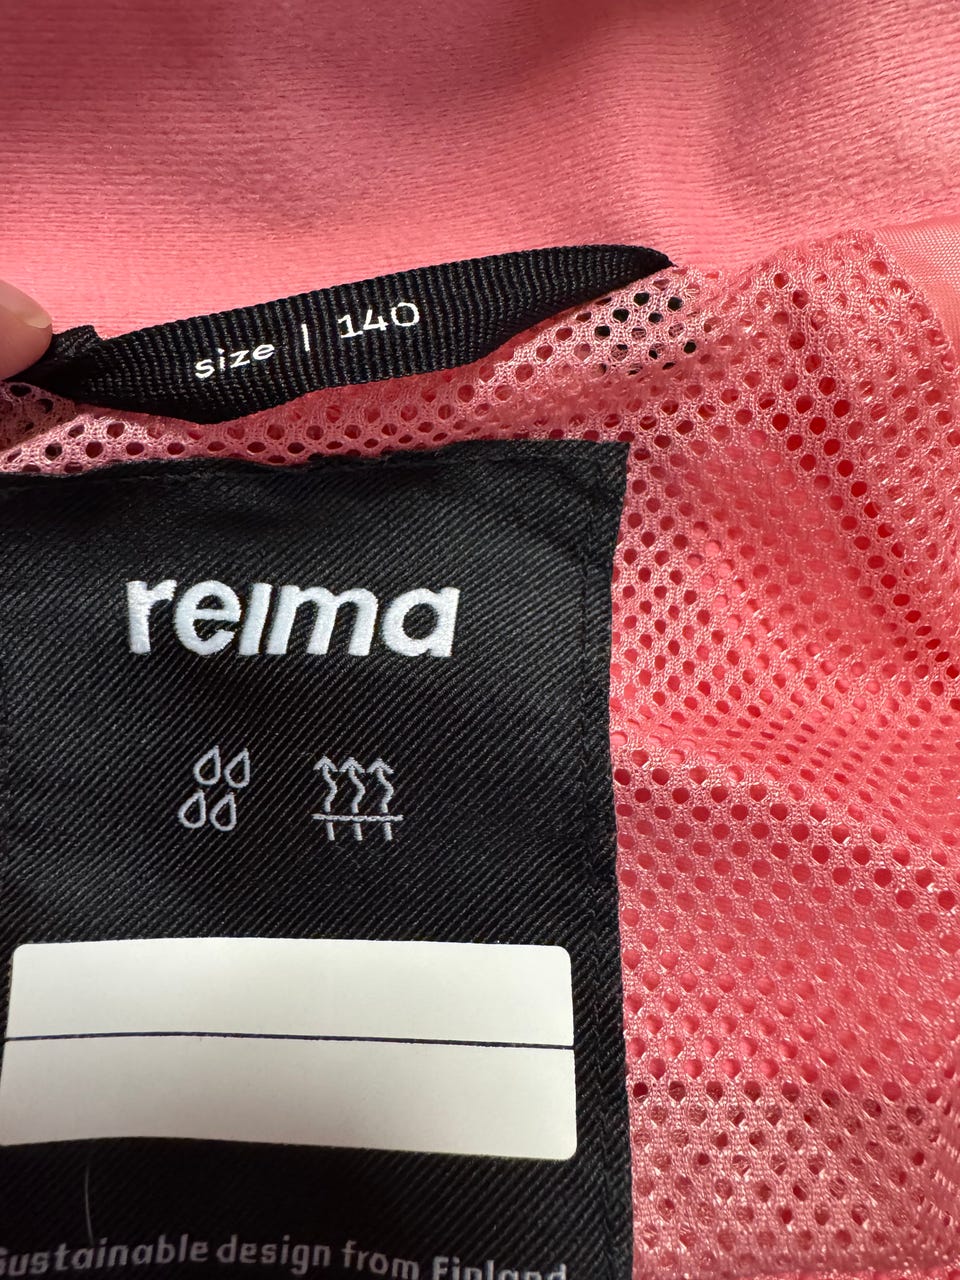 size | 140
reima
Sustainable design from Finland